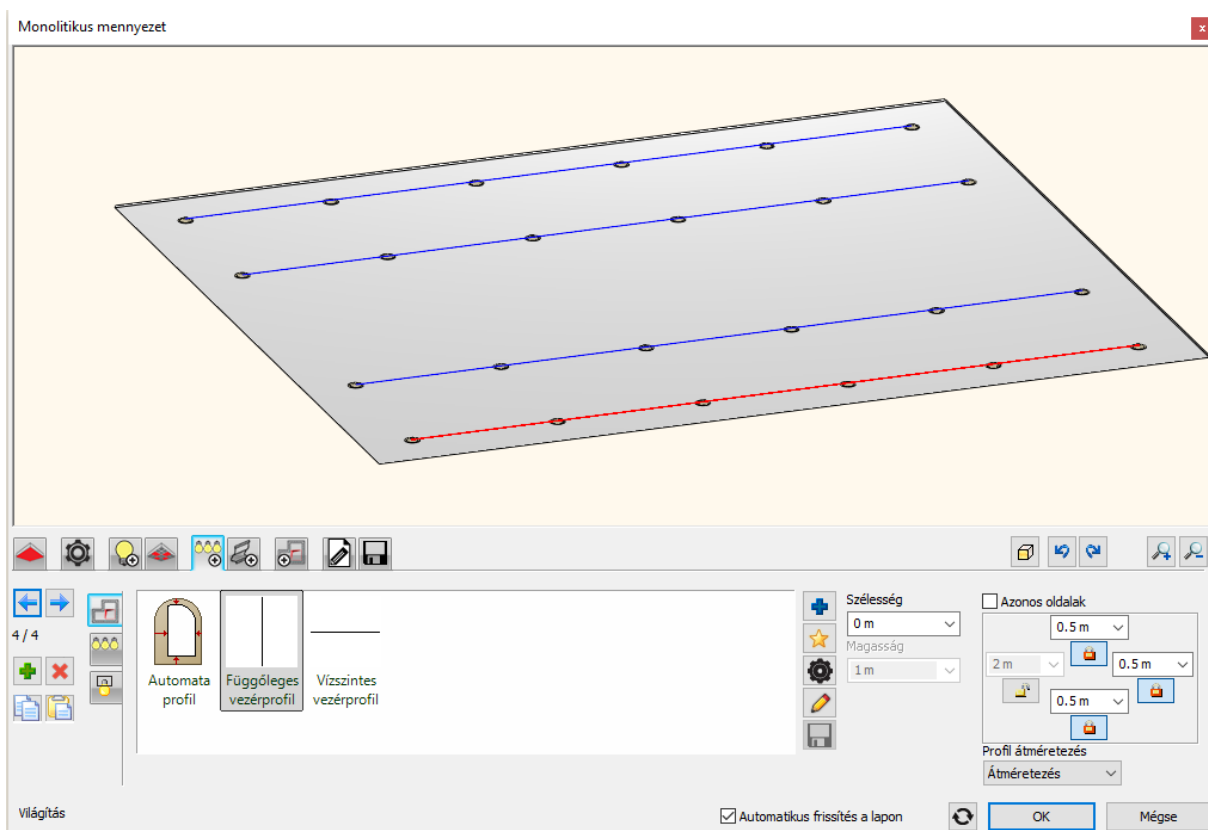 Monolitikus mennyezet
x
4 / 4
Automata
profil
Függőleges
vezérprofil
Vízszintes
vezérprofil
Szélesség
0 m
Magasság
1 m
Azonos oldalak
0.5 m
2 m
0.5 m
0.5 m
Profil átméretezés
Átméretezés
Világítás
Automatikus frissítés a lapon
OK
Mégse